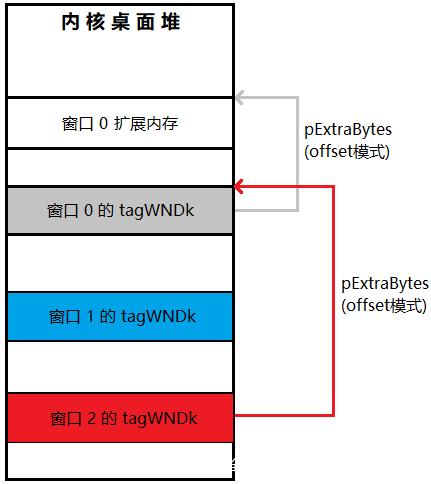 内核桌面堆
窗口 0 扩展内存
pExtraBytes
(offset模式)
窗口 0 的 tagWNDk
pExtraBytes
(offset模式)
窗口 1 的 tagWNDk
窗口 2 的 tagWNDk